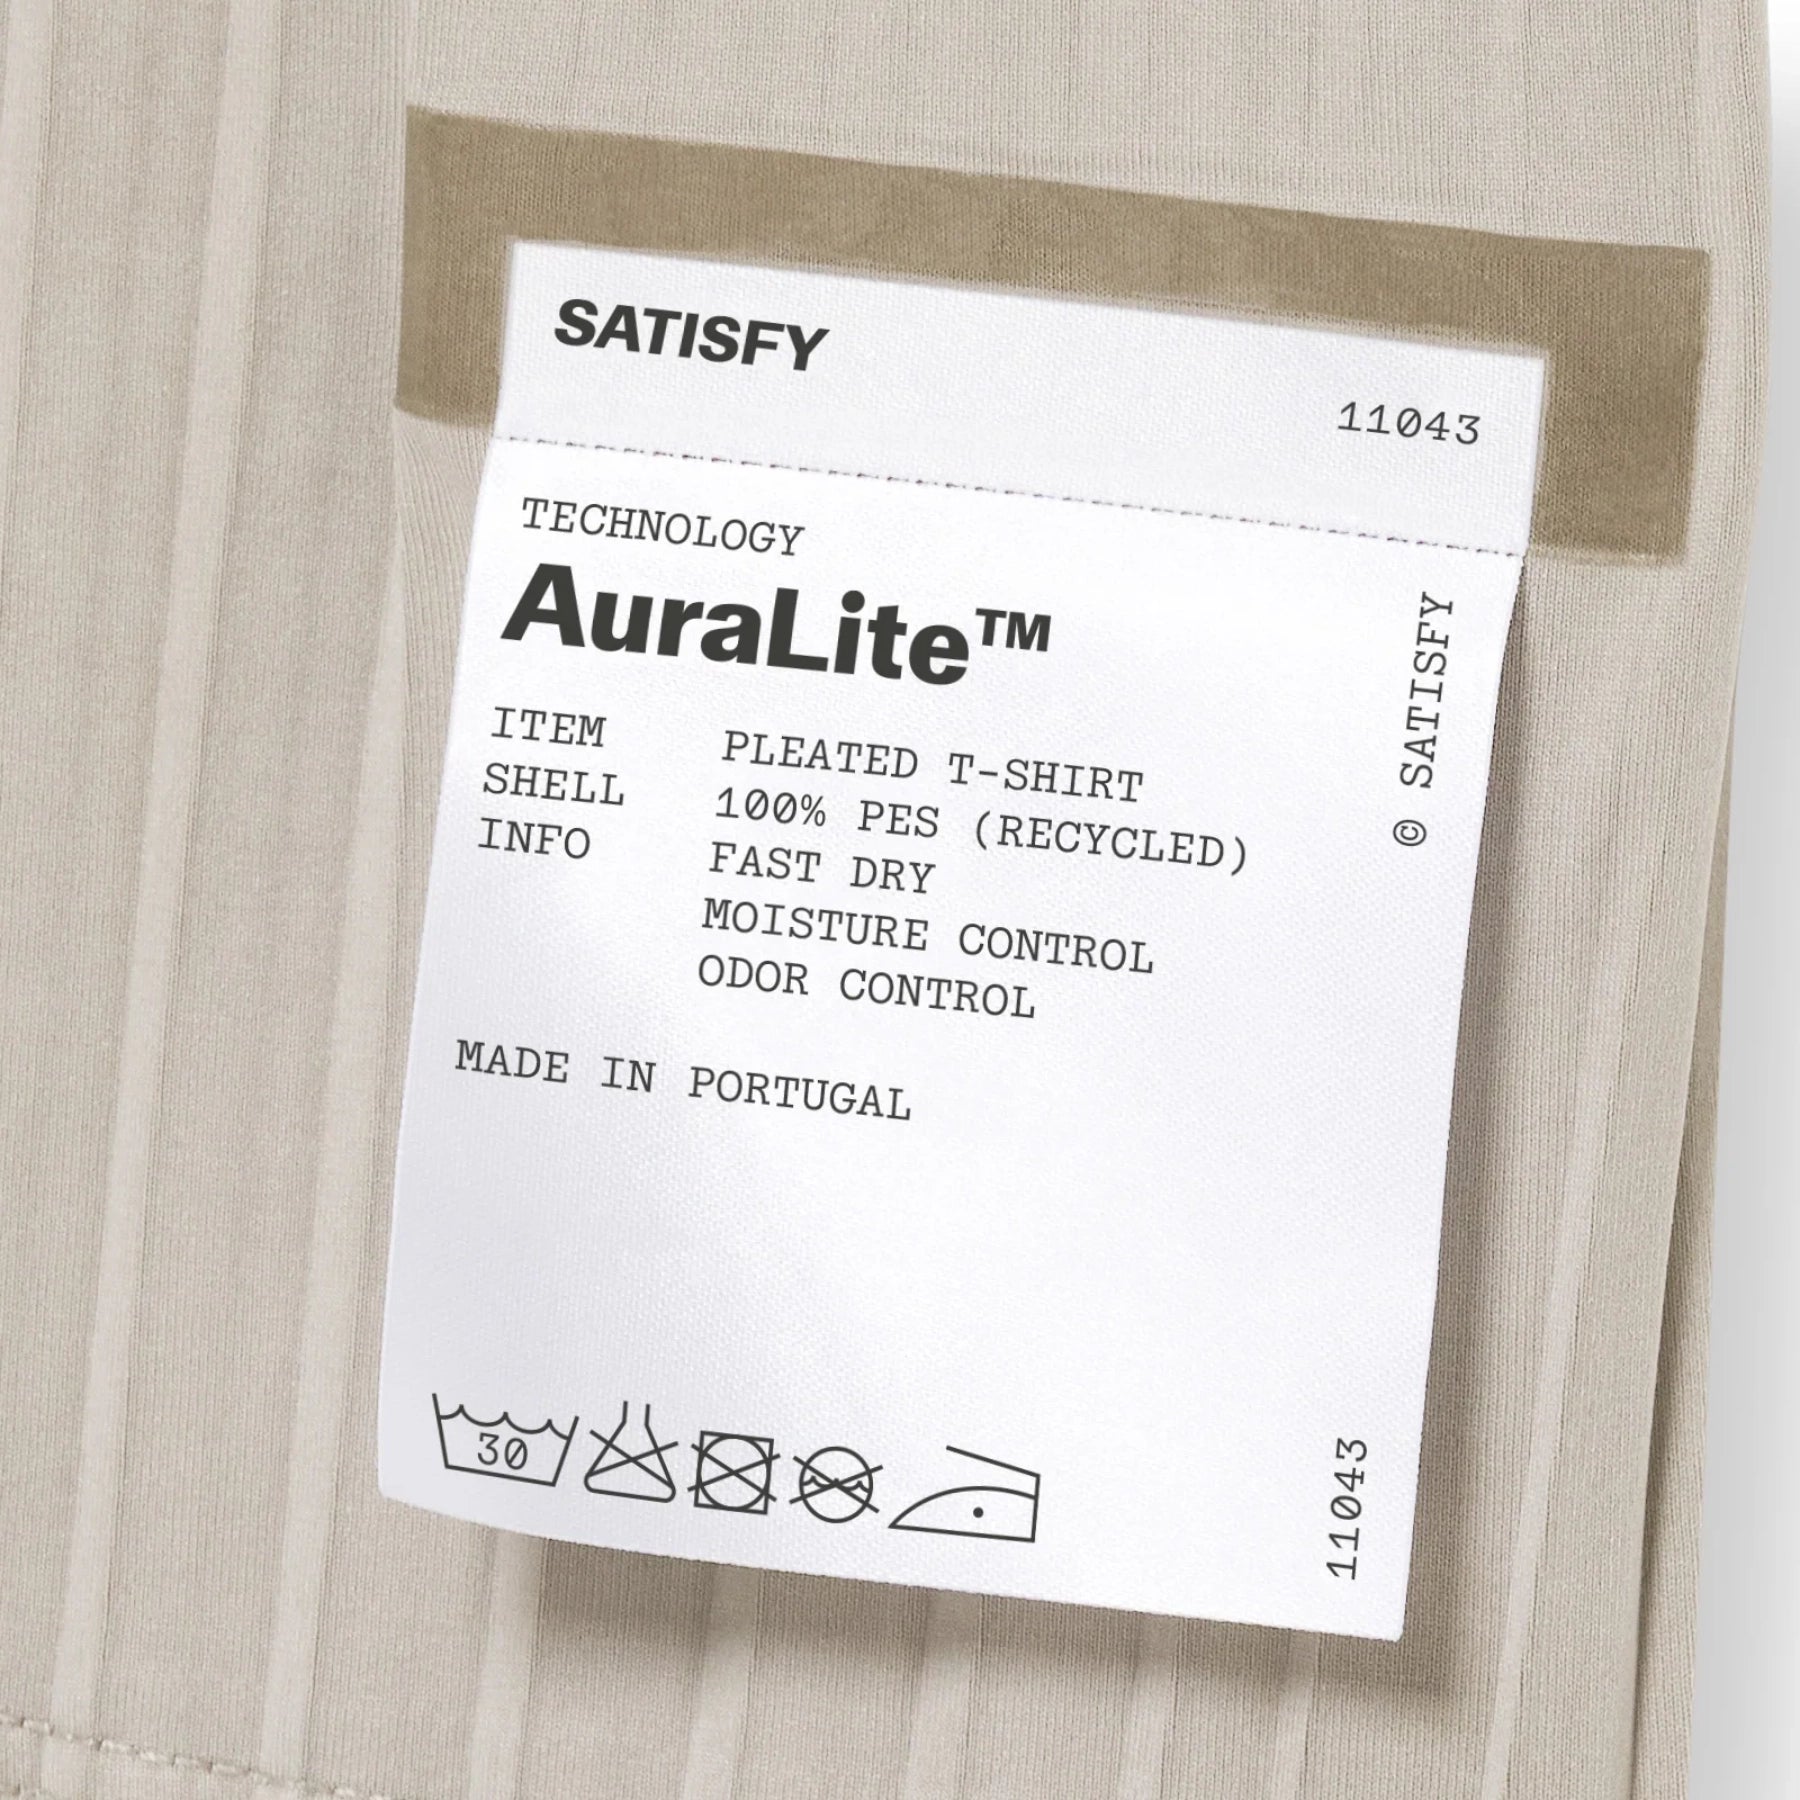 SATISFY
11043
TECHNOLOGY
AuraLite™
ITEM PLEATED T-SHIRT
SHELL 100% PES (RECYCLED)
INFO FAST DRY
MOISTURE CONTROL
ODOR CONTROL
MADE IN PORTUGAL
© SATISFY
30
11043